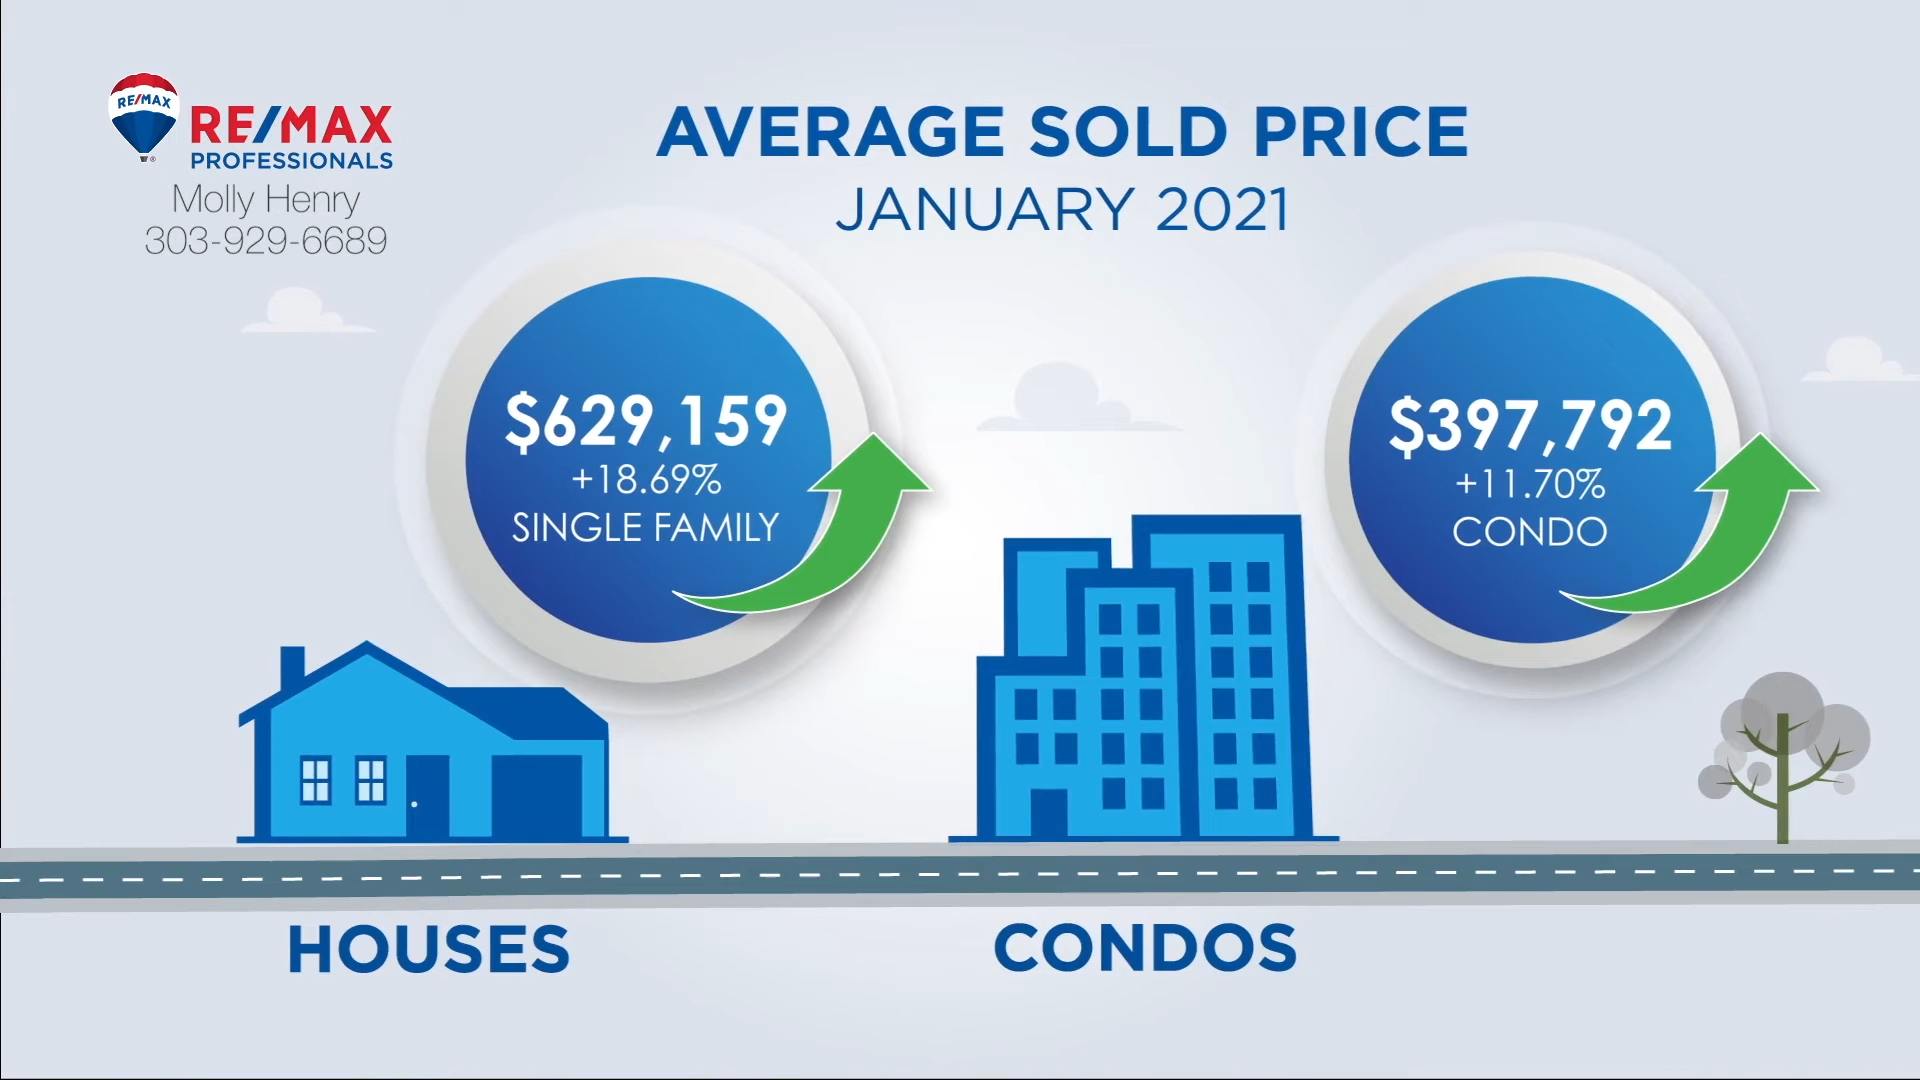 RE/MAX
RE/MAX
PROFESSIONALS
Molly Henry
303-929-6689
AVERAGE SOLD PRICE
JANUARY 2021
$629,159
+18.69%
SINGLE FAMILY
$397,792
+11.70%
CONDO
HOUSES
CONDOS